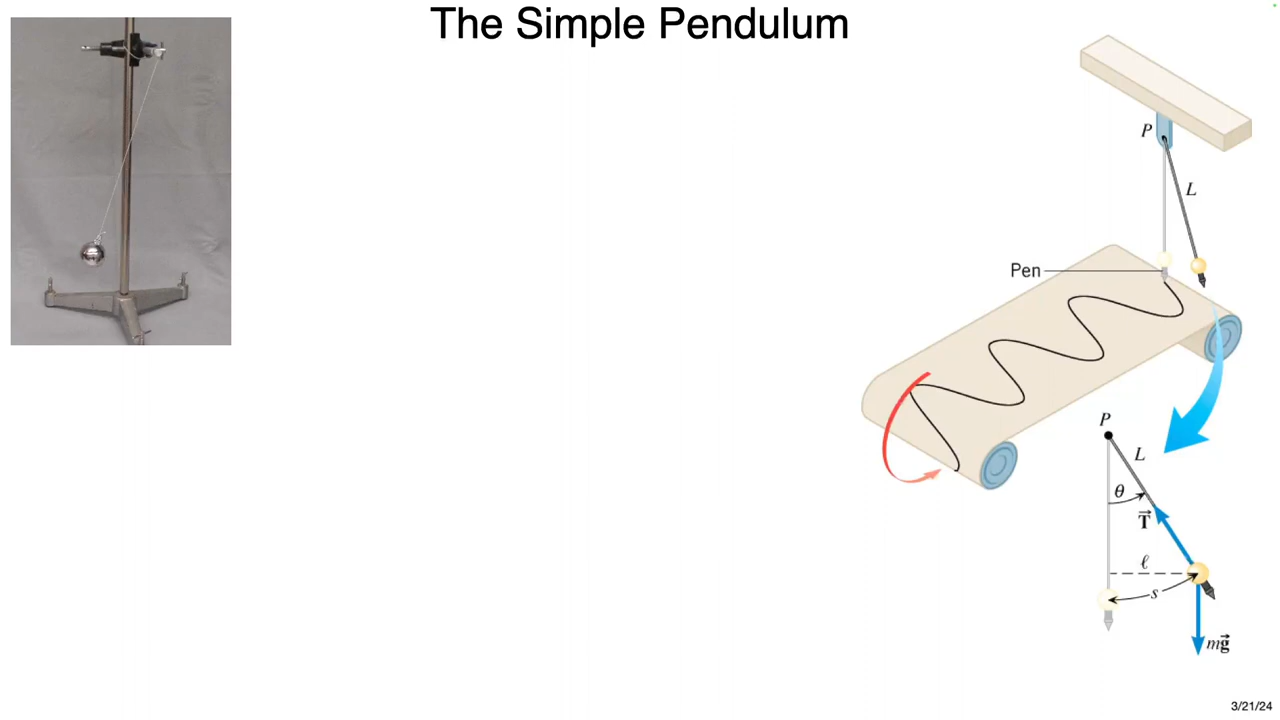 The Simple Pendulum
P
L
Pen
P
L
θ
T⃗
ℓ
s
mg⃗
3/21/24